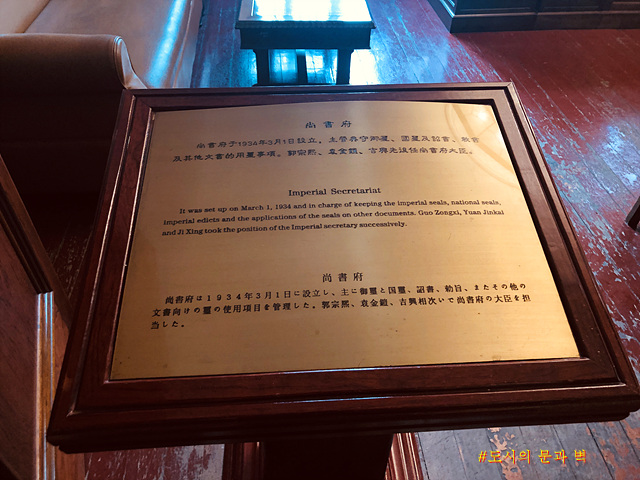 尚書府
尚書府于1934年3月1日設立。主管典守御璽、國璽及詔書、敕書
及其他文書的用璽事項。郭宗熙、袁金鎧、吉興先後任尚書府大臣。
Imperial Secretariat
It was set up on March 1, 1934 and in charge of keeping the imperial seals, national seals,
imperial edicts and the applications of the seals on other documents. Guo Zongxi, Yuan Jinkai
and Ji Xing took the position of the Imperial secretary successively.
尚書府
尚書府は1934年3月1日に設立し、主に御璽と国璽、詔書、勅旨、またその他の
文書向けの璽の使用項目を管理した。郭宗熙、袁金鎧、吉興相次いで尚書府の大臣を担
当した。
#도시의 문과 벽